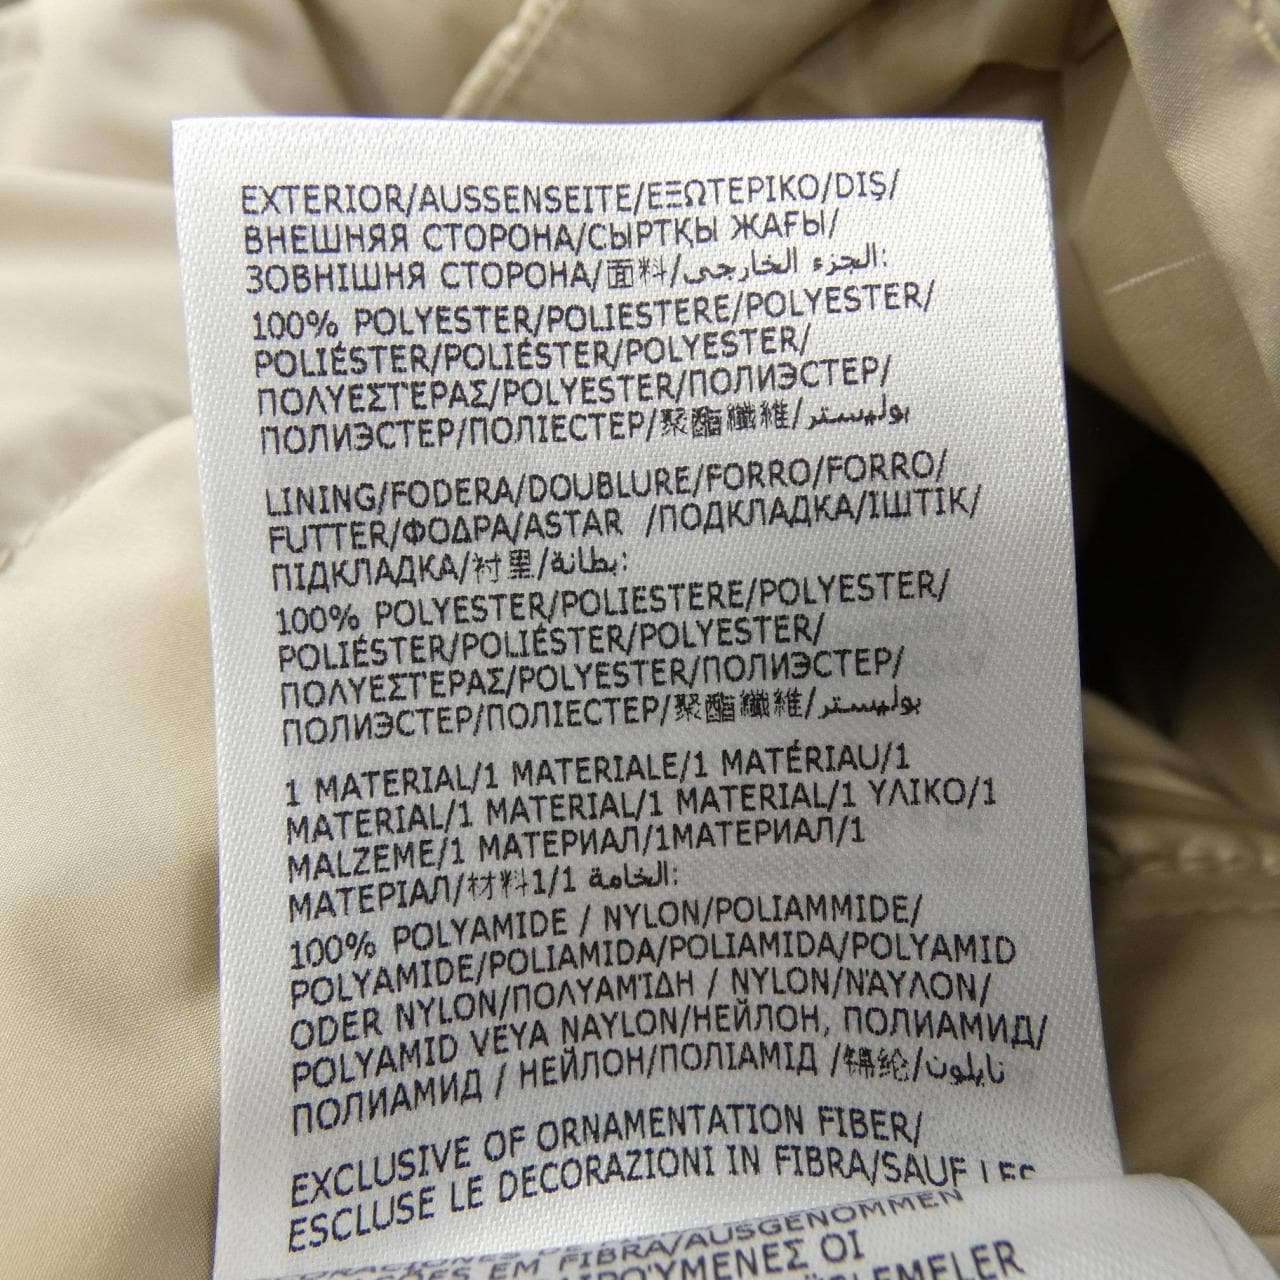 EXTERIOR/AUSSENSEITE/ΕΞΩΤΕΡΙΚΟ/DIŞ/
ВНЕШНЯЯ СТОРОНА/СЫРТҚЫ ЖАҒЫ/
ЗОВНІШНЯ СТОРОНА/面料/الجزء الخارجي:
100% POLYESTER/POLIESTERE/POLYESTER/
POLIÉSTER/POLIÉSTER/POLYESTER/
ΠΟΛΥΕΣΤΈΡΑΣ/POLYESTER/ПОЛИЭСТЕР/
ПОЛИЭСТЕР/ПОЛІЕСТЕР/聚酯纖維/بوليستر
LINING/FODERA/DOUBLURE/FORRO/FORRO/
FUTTER/ΦΟΔΡΑ/ASTAR /ПОДКЛАДКА/ІШТІК/
ПІДКЛАДКА/衬里/بطانة:
100% POLYESTER/POLIESTERE/POLYESTER/
POLIÉSTER/POLIÉSTER/POLYESTER/
ΠΟΛΥΕΣΤΈΡΑΣ/POLYESTER/ПОЛИЭСТЕР/
ПОЛИЭСТЕР/ПОЛІЕСТЕР/聚酯纖維/بوليستر
1 MATERIAL/1 MATERIALE/1 MATÉRIAU/1
MATERIAL/1 MATERIAL/1 MATERIAL/1 ΥΛΙΚΟ/1
MALZEME/1 МАТЕРИАЛ/1МАТЕРИАЛ/1
МАТЕРІАЛ/材料1/1 الخامة:
100% POLYAMIDE / NYLON/POLIAMMIDE/
POLYAMIDE/POLIAMIDA/POLIAMIDA/POLYAMID
ODER NYLON/ΠΟΛΥΑΜΊΔΗ / NYLON/ΝΆΥΛΟΝ/
POLYAMID VEYA NAYLON/НЕЙЛОН, ПОЛИАМИД/
ПОЛИАМИД / НЕЙЛОН/ПОЛІАМІД /锦纶/نايلون
EXCLUSIVE OF ORNAMENTATION FIBER/
ESCLUSE LE DECORAZIONI IN FIBRA/SAUF LES
FIBRA/AUSGENOMMEN
EM FIBRA/
ΟΙ